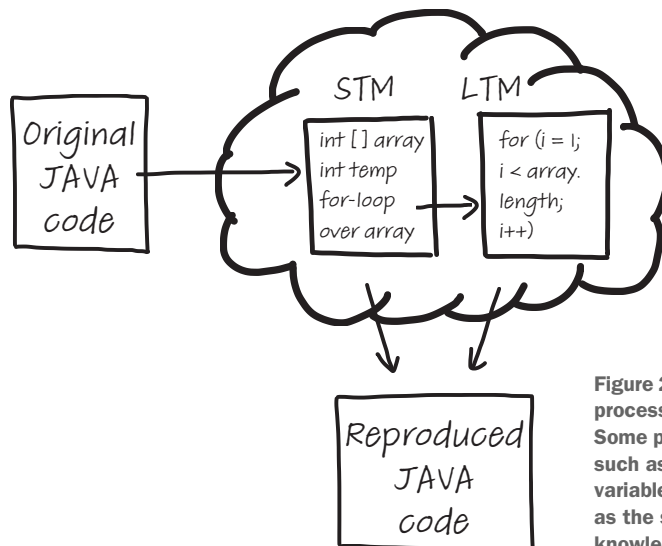 Original
JAVA
code
STM
int [] array
int temp
for-loop
over array
LTM
for (i = 1;
i < array.
length;
i++)
Reproduced
JAVA
code
Figure 2
process
Some p
such as
variable
as the s
knowle